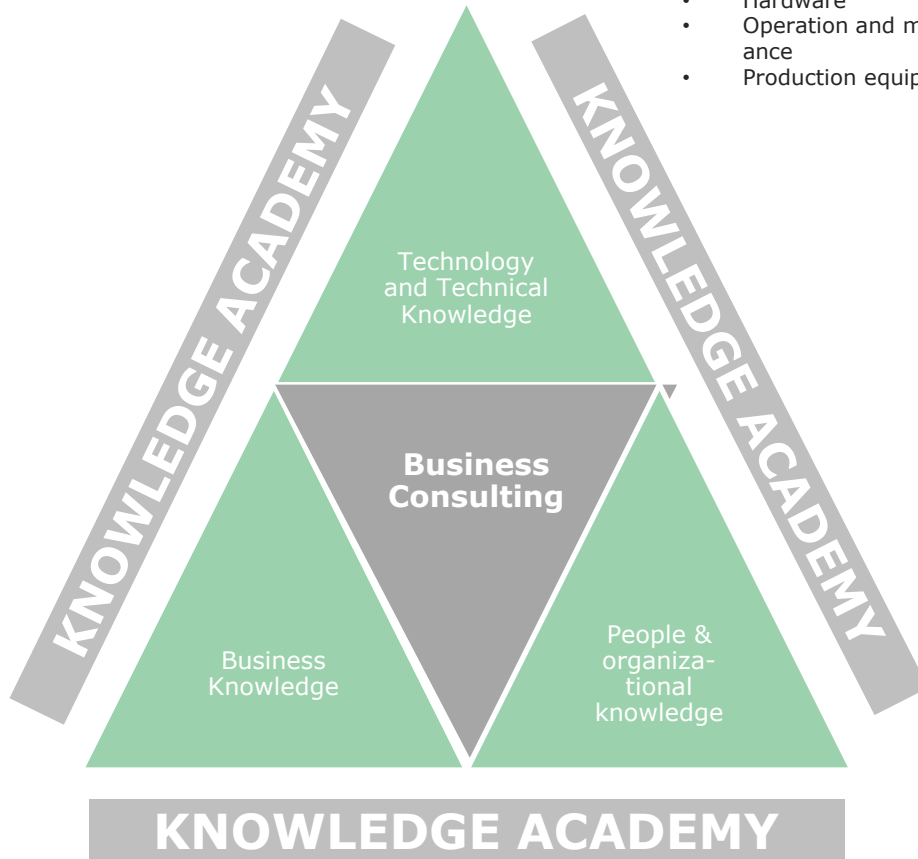 • Hardware
• Operation and m
ance
• Production equip
KNOWLEDGE ACADEMY
KNOWLEDGE ACADEMY
Technology
and Technical
Knowledge
Business
Consulting
Business
Knowledge
People &
organiza-
tional
knowledge
KNOWLEDGE ACADEMY